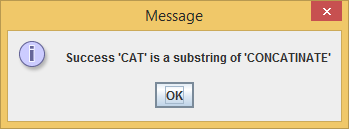 Message
x
Success 'CAT' is a substring of 'CONCATINATE'
i
OK